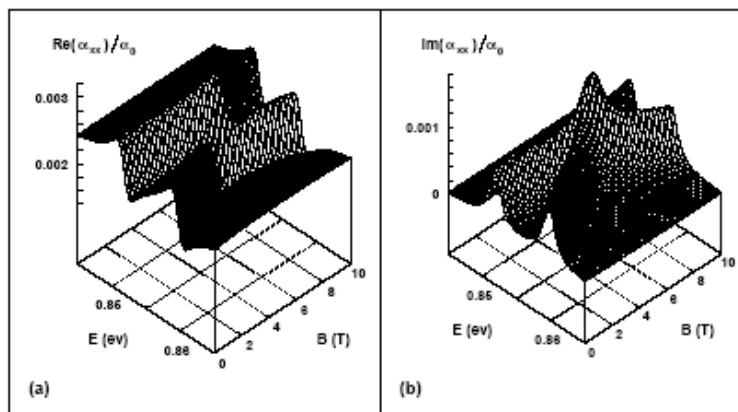 Re(αxx)/α0
0.003
0.002
0.85
0.86
E (ev)
0
2
4
6
8
10
B (T)
(a)
Im(αxx)/α0
0.001
0
0.85
0.86
E (ev)
0
2
4
6
8
10
B (T)
(b)